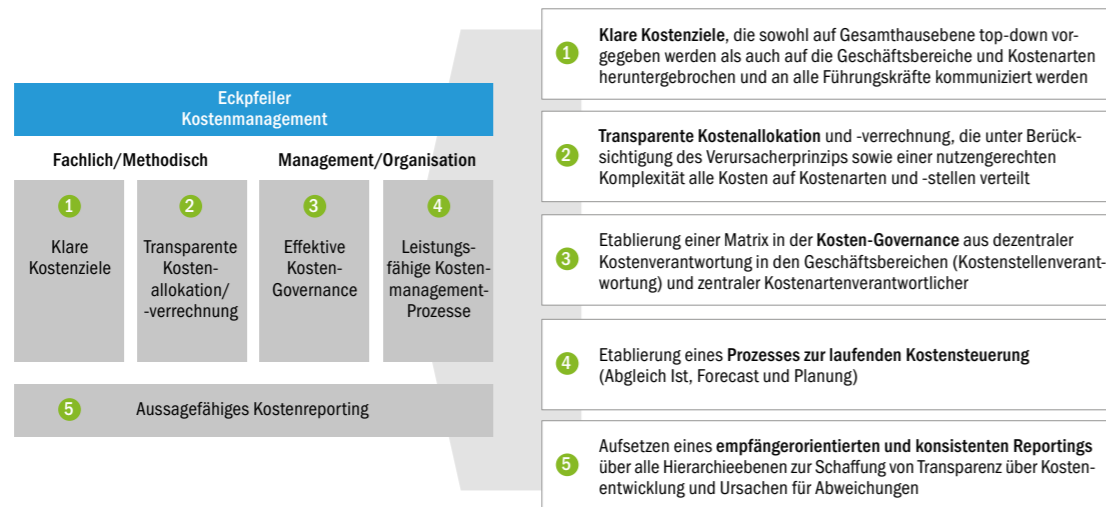 Eckpfeiler
Kostenmanagement
Fachlich/Methodisch
Management/Organisation
1
Klare
Kostenziele
2
Transparente
Kosten-
allokation/
-verrechnung
3
Effektive
Kosten-
Governance
4
Leistungs-
fähige Kosten-
management-
Prozesse
5
Aussagefähiges Kostenreporting
1
Klare Kostenziele, die sowohl auf Gesamthausebene top-down vor-
gegeben werden als auch auf die Geschäftsbereiche und Kostenarten
heruntergebrochen und an alle Führungskräfte kommuniziert werden
2
Transparente Kostenallokation und -verrechnung, die unter Berück-
sichtigung des Verursacherprinzips sowie einer nutzengerechten
Komplexität alle Kosten auf Kostenarten und -stellen verteilt
3
Etablierung einer Matrix in der Kosten-Governance aus dezentraler
Kostenverantwortung in den Geschäftsbereichen (Kostenstellenverant-
wortung) und zentraler Kostenartenverantwortlicher
4
Etablierung eines Prozesses zur laufenden Kostensteuerung
(Abgleich Ist, Forecast und Planung)
5
Aufsetzen eines empfängerorientierten und konsistenten Reportings
über alle Hierarchieebenen zur Schaffung von Transparenz über Kosten-
entwicklung und Ursachen für Abweichungen